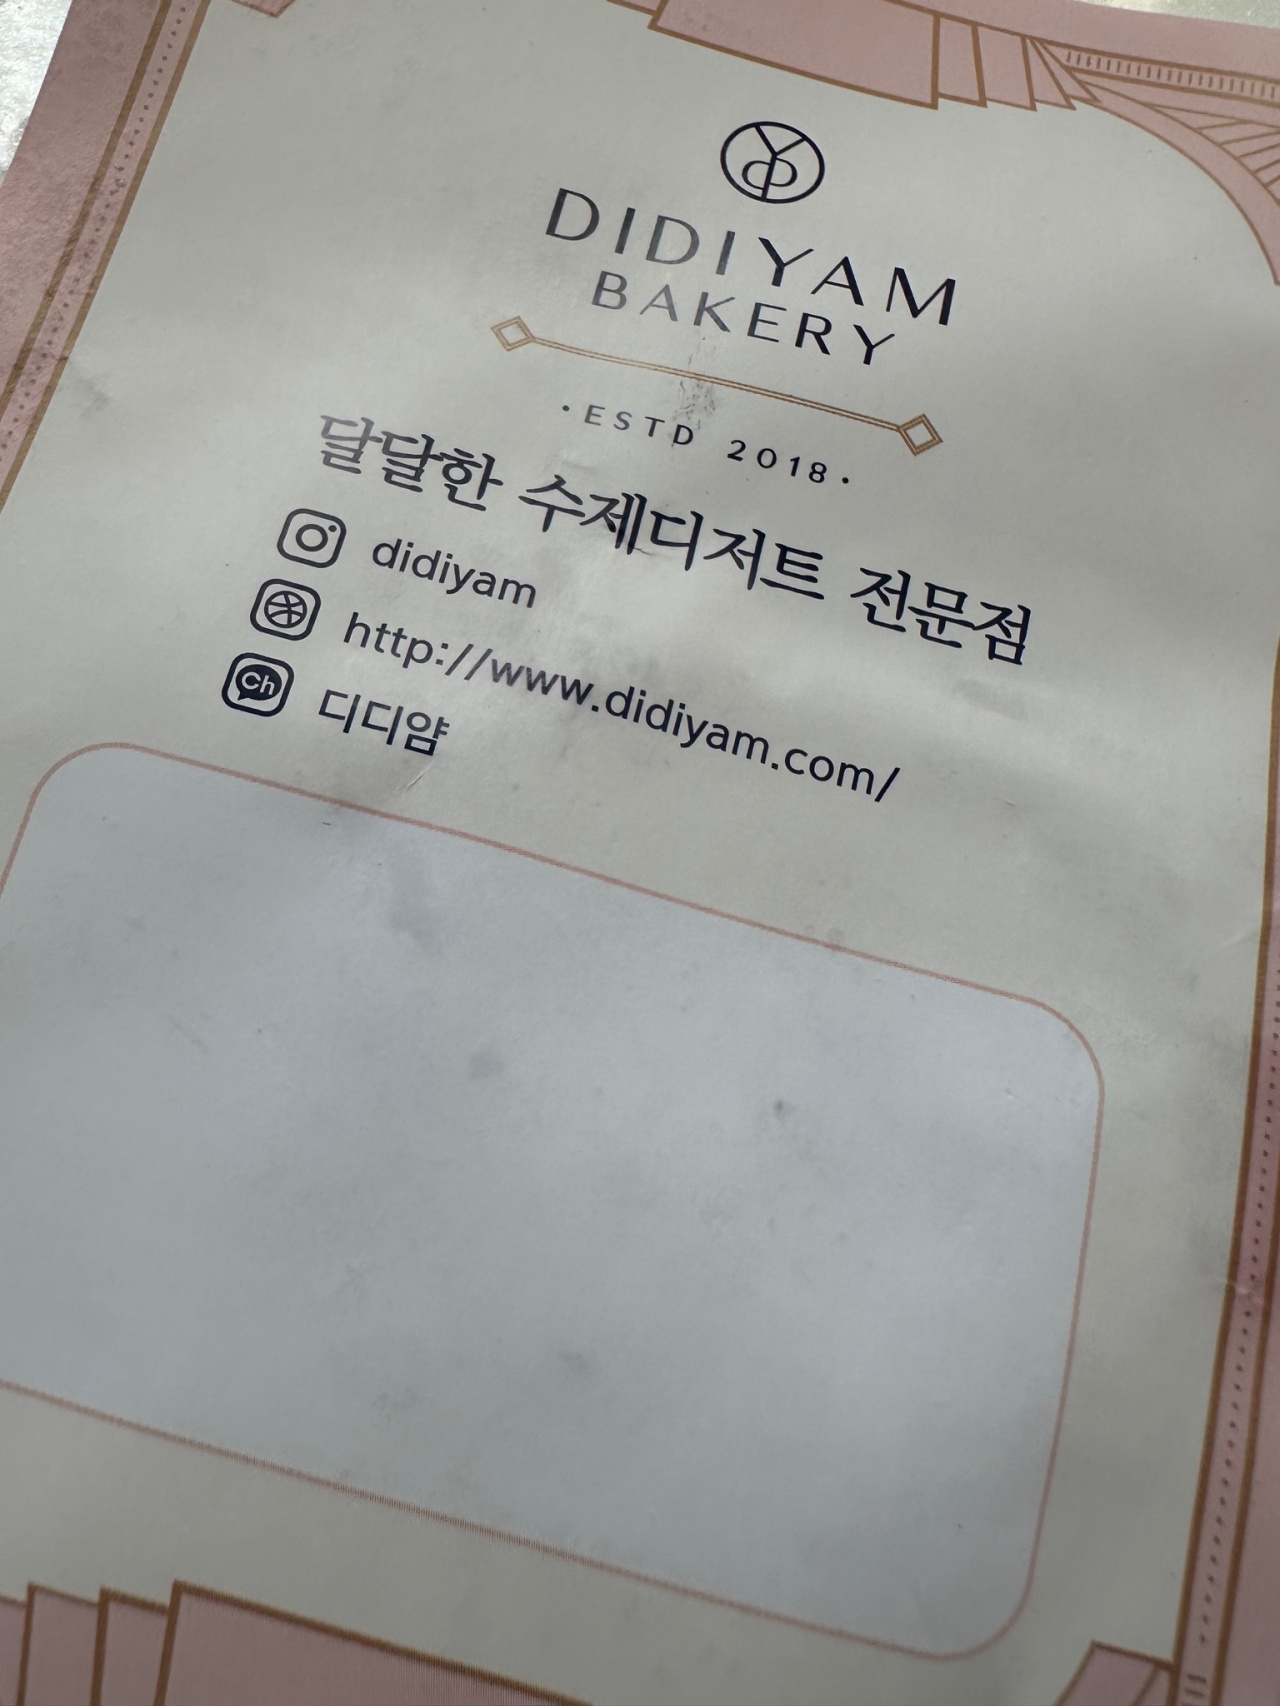 DIDIYAM
BAKERY
·ESTD 2018·
달달한 수제디저트 전문점
didiyam
http://www.didiyam.com/
Ch 디디얌